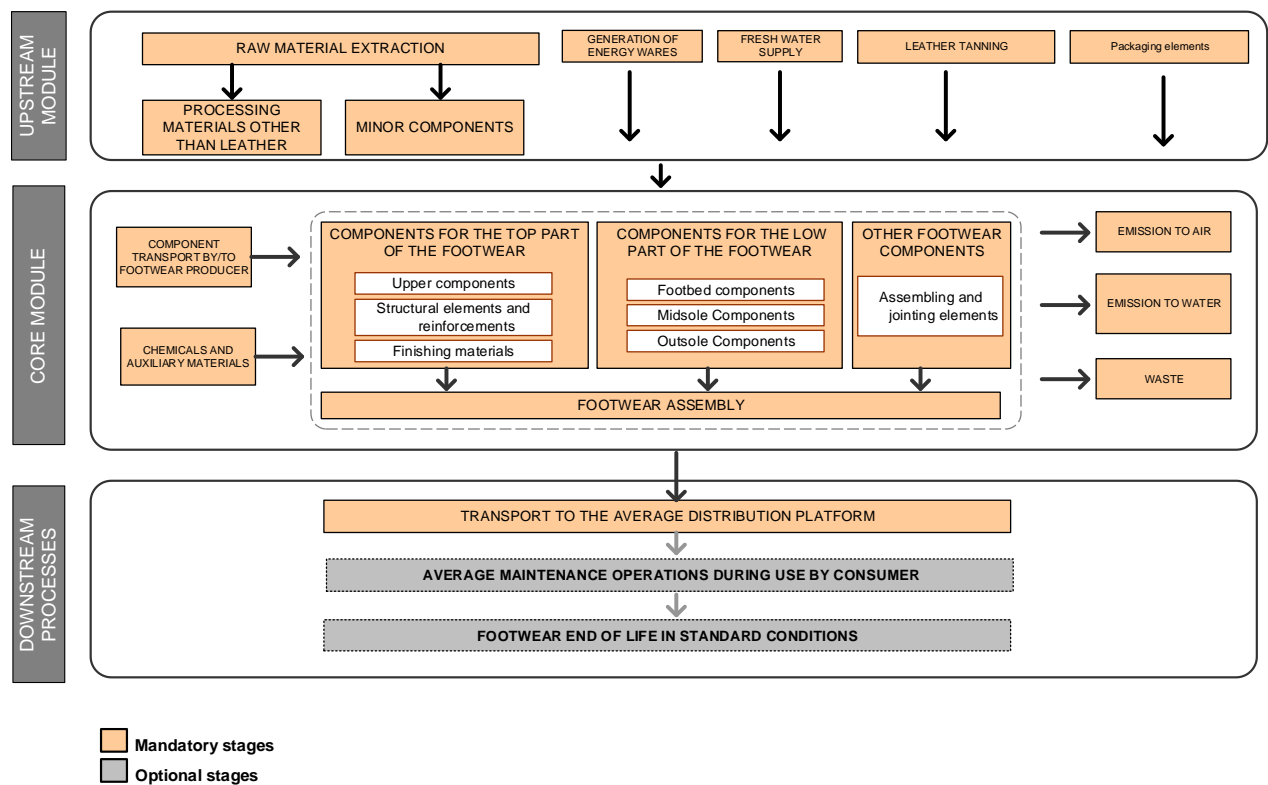 UPSTREAM
MODULE
RAW MATERIAL EXTRACTION
PROCESSING
MATERIALS OTHER
THAN LEATHER
MINOR COMPONENTS
GENERATION OF
ENERGY WARES
FRESH WATER
SUPPLY
LEATHER TANNING
Packaging elements
CORE MODULE
COMPONENT
TRANSPORT BY/TO
FOOTWEAR PRODUCER
CHEMICALS AND
AUXILIARY MATERIALS
COMPONENTS FOR THE TOP PART
OF THE FOOTWEAR
Upper components
Structural elements and
reinforcements
Finishing materials
COMPONENTS FOR THE LOW
PART OF THE FOOTWEAR
Footbed components
Midsole Components
Outsole Components
OTHER FOOTWEAR
COMPONENTS
Assembling and
jointing elements
FOOTWEAR ASSEMBLY
EMISSION TO AIR
EMISSION TO WATER
WASTE
DOWNSTREAM
PROCESSES
TRANSPORT TO THE AVERAGE DISTRIBUTION PLATFORM
AVERAGE MAINTENANCE OPERATIONS DURING USE BY CONSUMER
FOOTWEAR END OF LIFE IN STANDARD CONDITIONS
Mandatory stages
Optional stages